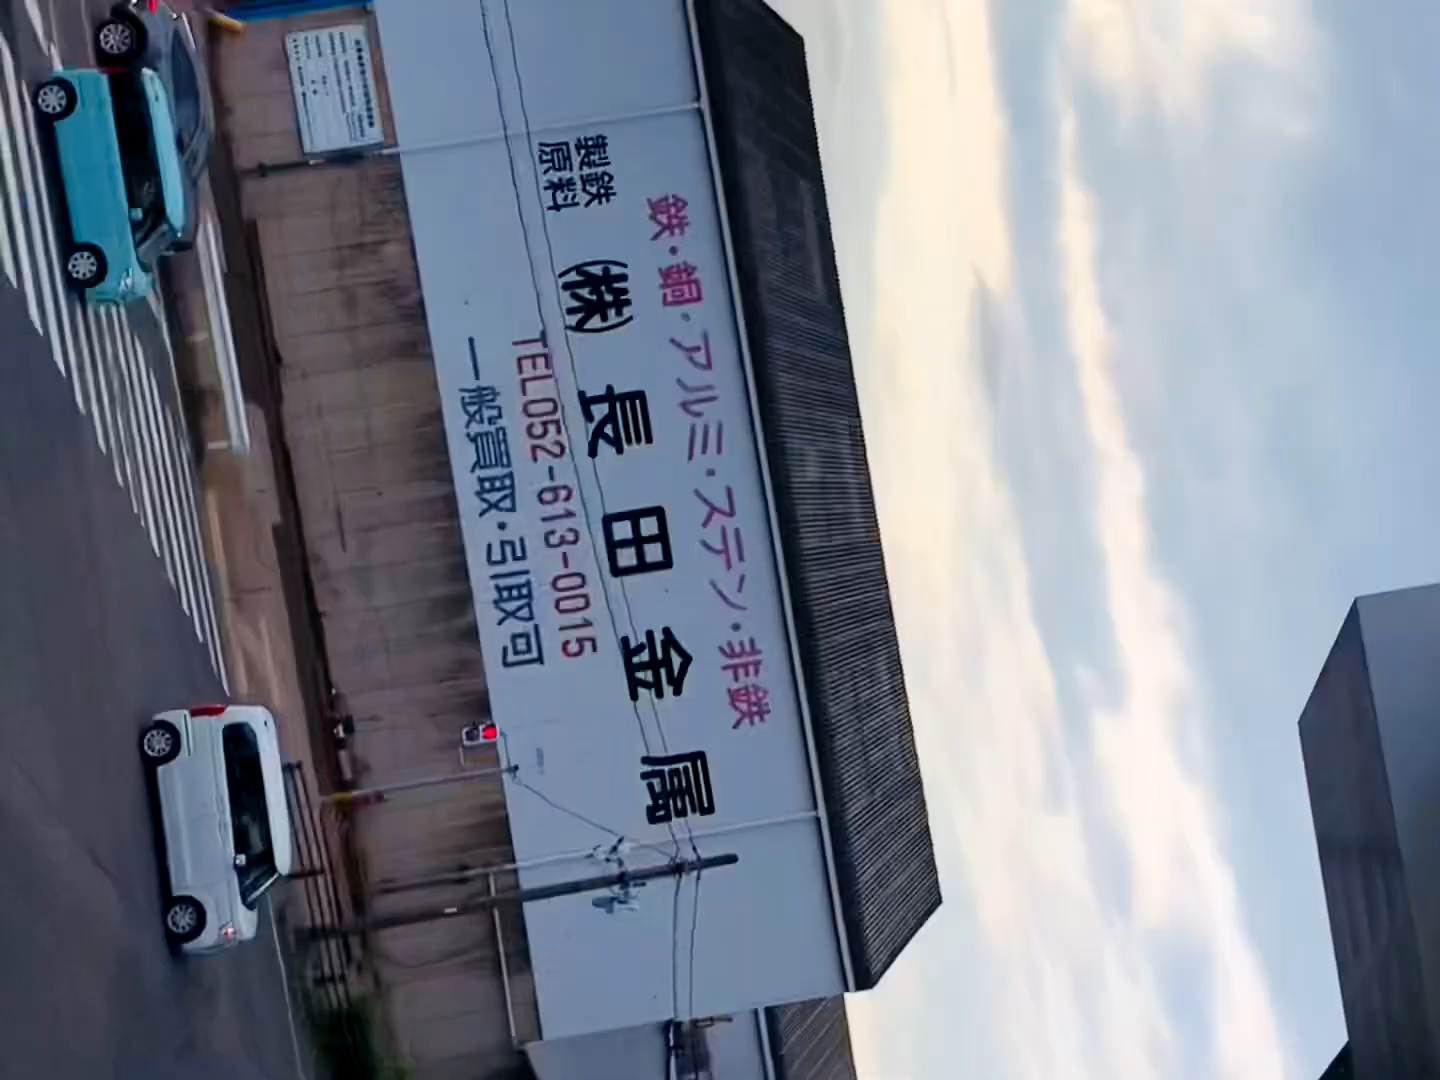 鉄・銅・アルミ・ステン・非鉄
製鉄
原料
㈱長田金属
TEL052-613-0015
一般買取・引取可